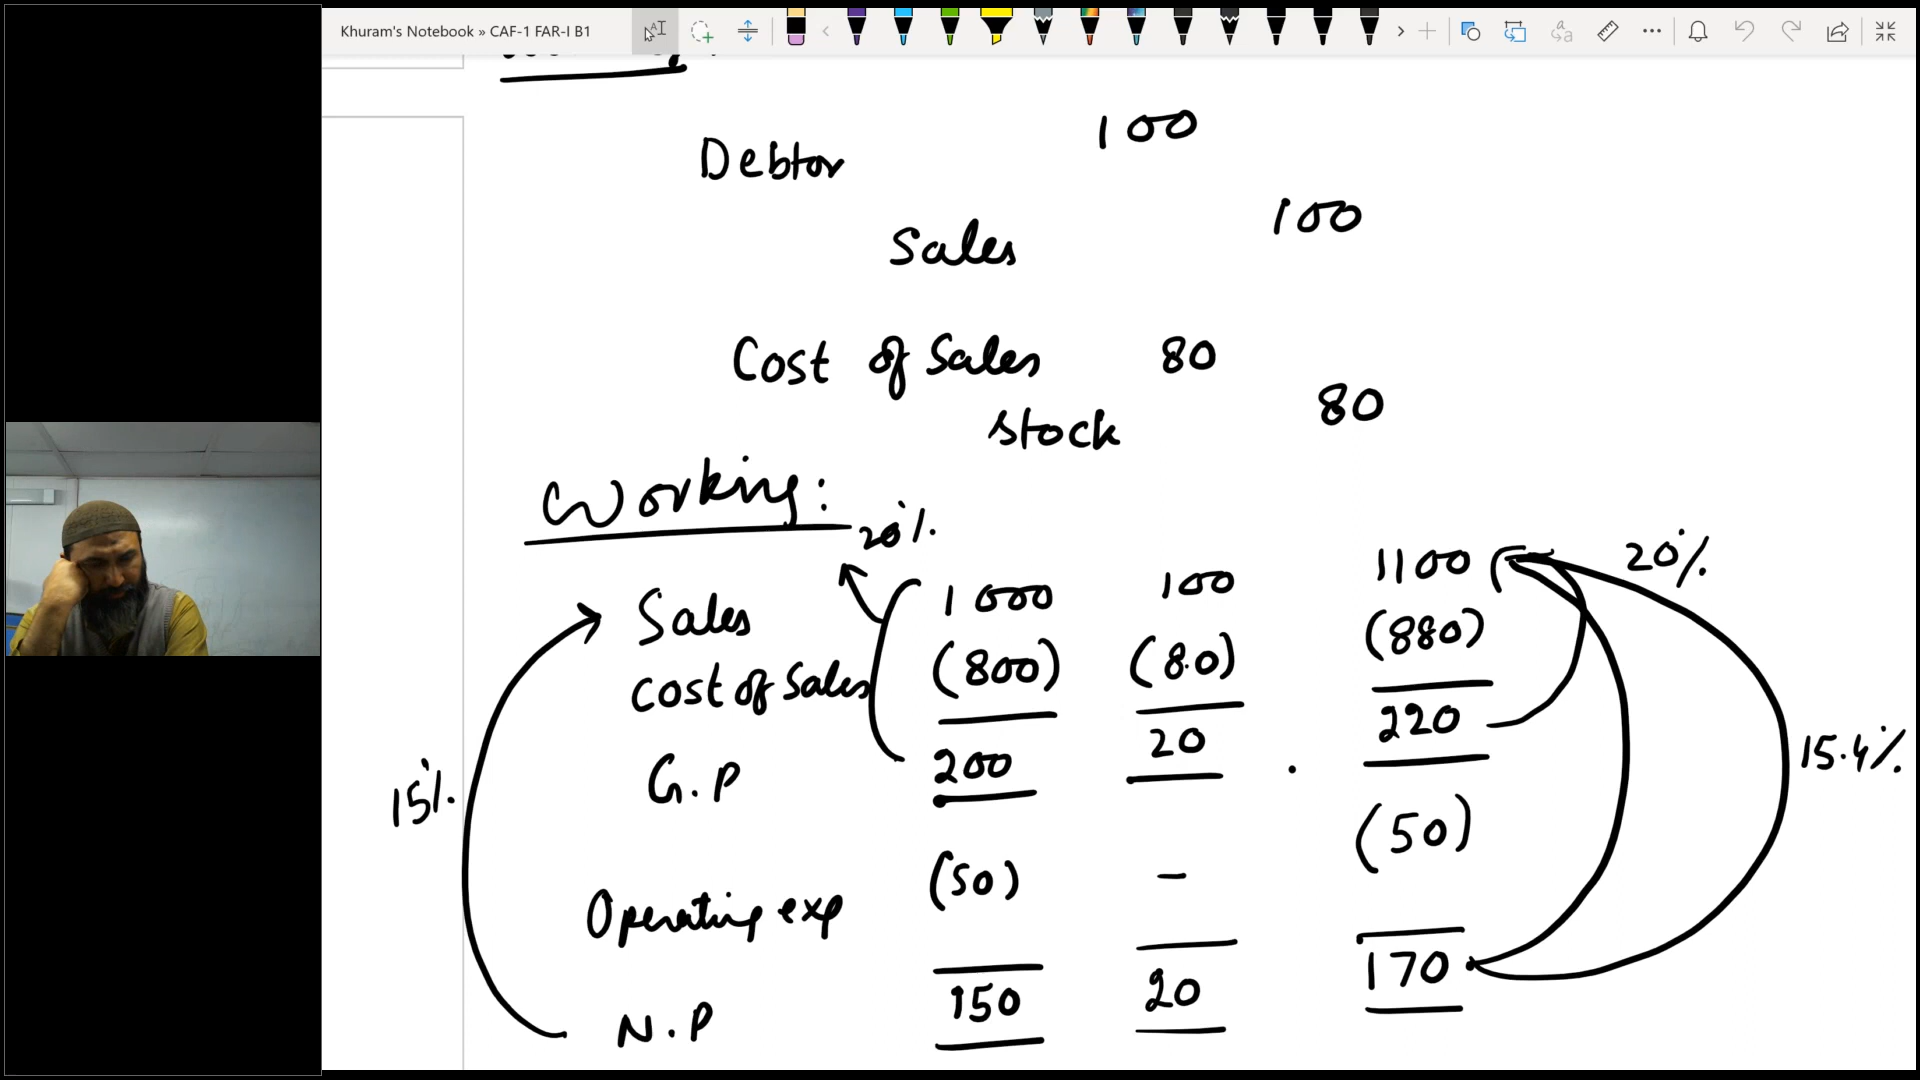 Khuram's Notebook » CAF-1 FAR-I B1
Debtor 100
Sales 100
Cost of Sales 80
Stock 80
Working:
20%
20%
Sales 1000 100 1100
Cost of Sales (800) (80) (880)
G.P 200 20 220
15%
15.4%
Operating exp (50) - (50)
N.P 150 20 170